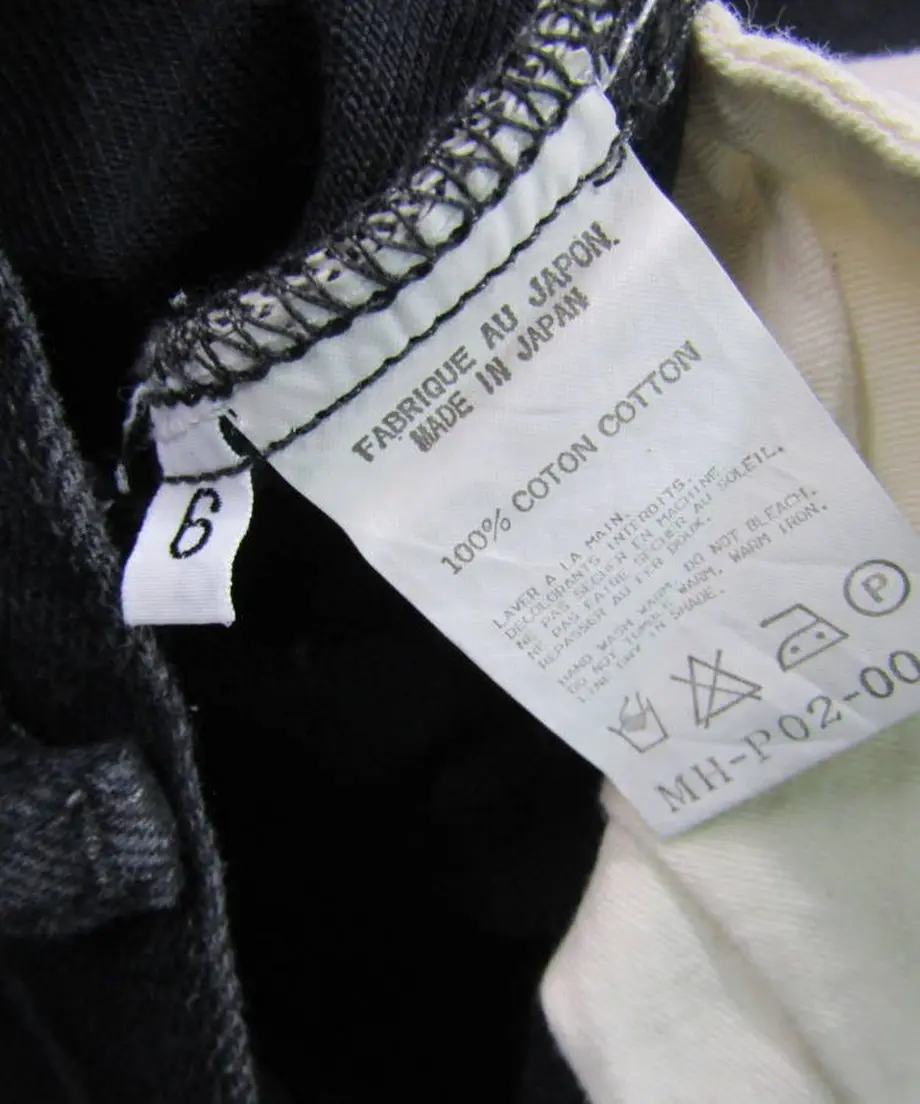 FABRIQUE AU JAPON.
MADE IN JAPAN
100% COTON COTTON
LAVER A LA MAIN.
DECOLORANTS INTERDITS.
NE PAS SECHER EN MACHINE
NE PAS FAIRE SECHER AU SOLEIL.
REPASSER AU FER DOUX.
HAND WASH WARM. DO NOT BLEACH.
DO NOT TUMBLE WARM. WARM IRON.
LINE DRY IN SHADE.
P
MH-P02-00
6